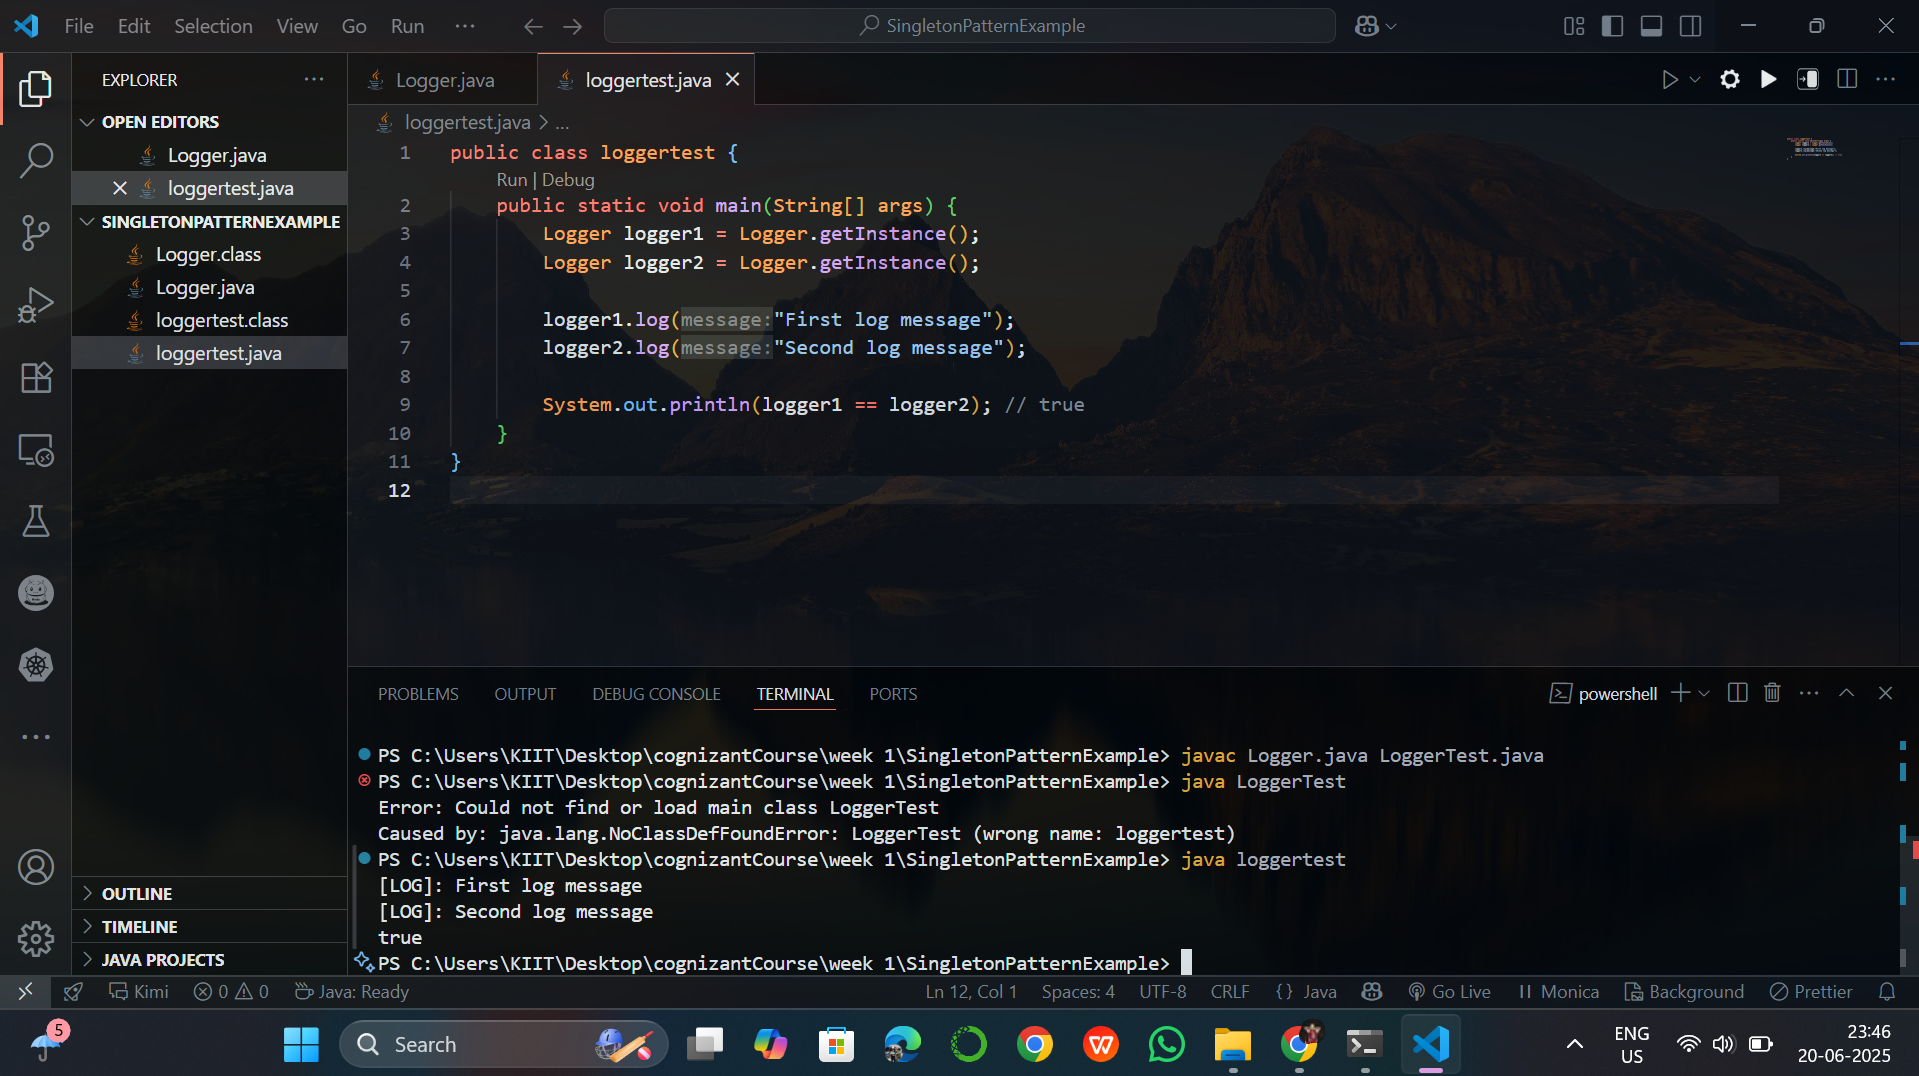 File Edit Selection View Go Run ··· SingletonPatternExample
EXPLORER ···
OPEN EDITORS
Logger.java
loggertest.java
SINGLETONPATTERNEXAMPLE
Logger.class
Logger.java
loggertest.class
loggertest.java
OUTLINE
TIMELINE
JAVA PROJECTS
Logger.java loggertest.java
loggertest.java > ...
1 public class loggertest {
Run | Debug
2 public static void main(String[] args) {
3 Logger logger1 = Logger.getInstance();
4 Logger logger2 = Logger.getInstance();
5
6 logger1.log(message:"First log message");
7 logger2.log(message:"Second log message");
8
9 System.out.println(logger1 == logger2); // true
10 }
11 }
12
PROBLEMS OUTPUT DEBUG CONSOLE TERMINAL PORTS powershell
PS C:\Users\KIIT\Desktop\cognizantCourse\week 1\SingletonPatternExample> javac Logger.java LoggerTest.java
PS C:\Users\KIIT\Desktop\cognizantCourse\week 1\SingletonPatternExample> java LoggerTest
Error: Could not find or load main class LoggerTest
Caused by: java.lang.NoClassDefFoundError: LoggerTest (wrong name: loggertest)
PS C:\Users\KIIT\Desktop\cognizantCourse\week 1\SingletonPatternExample> java loggertest
[LOG]: First log message
[LOG]: Second log message
true
PS C:\Users\KIIT\Desktop\cognizantCourse\week 1\SingletonPatternExample>
Kimi 0 0 Java: Ready Ln 12, Col 1 Spaces: 4 UTF-8 CRLF {} Java Go Live Monica Background Prettier
5 Search ENG US 23:46 20-06-2025